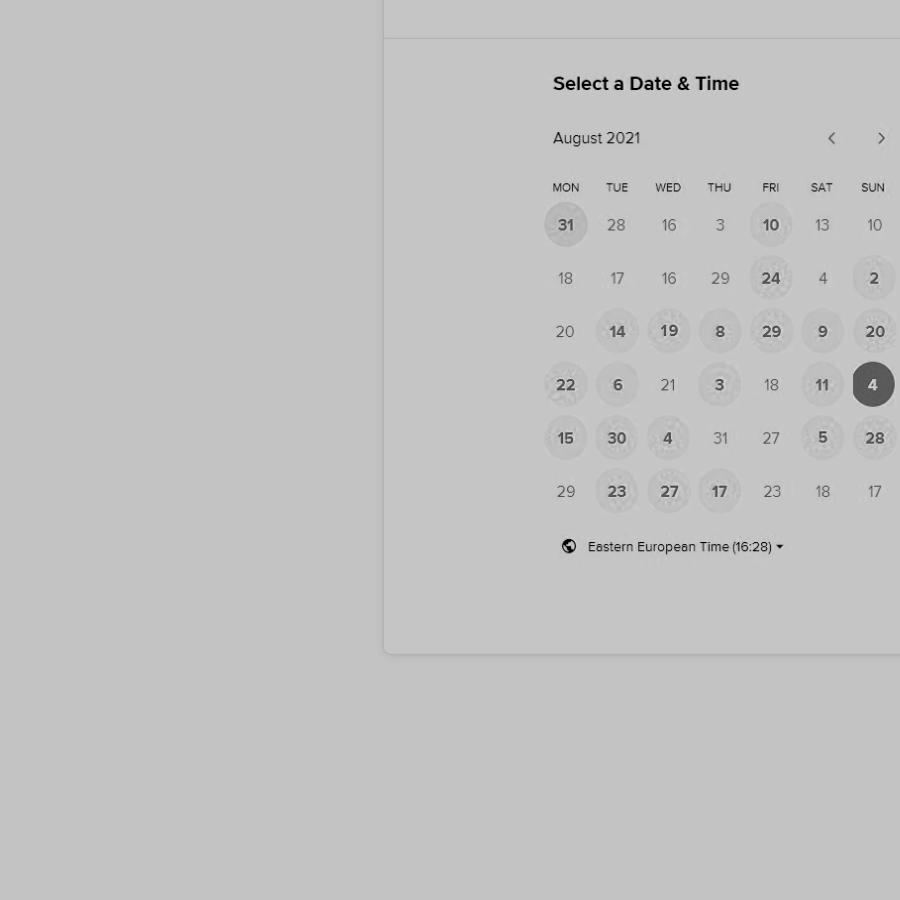 Select a Date & Time
August 2021
MON TUE WED THU FRI SAT SUN
31 28 16 3 10 13 10
18 17 16 29 24 4 2
20 14 19 8 29 9 20
22 6 21 3 18 11 4
15 30 4 31 27 5 28
29 23 27 17 23 18 17
Eastern European Time (16:28)